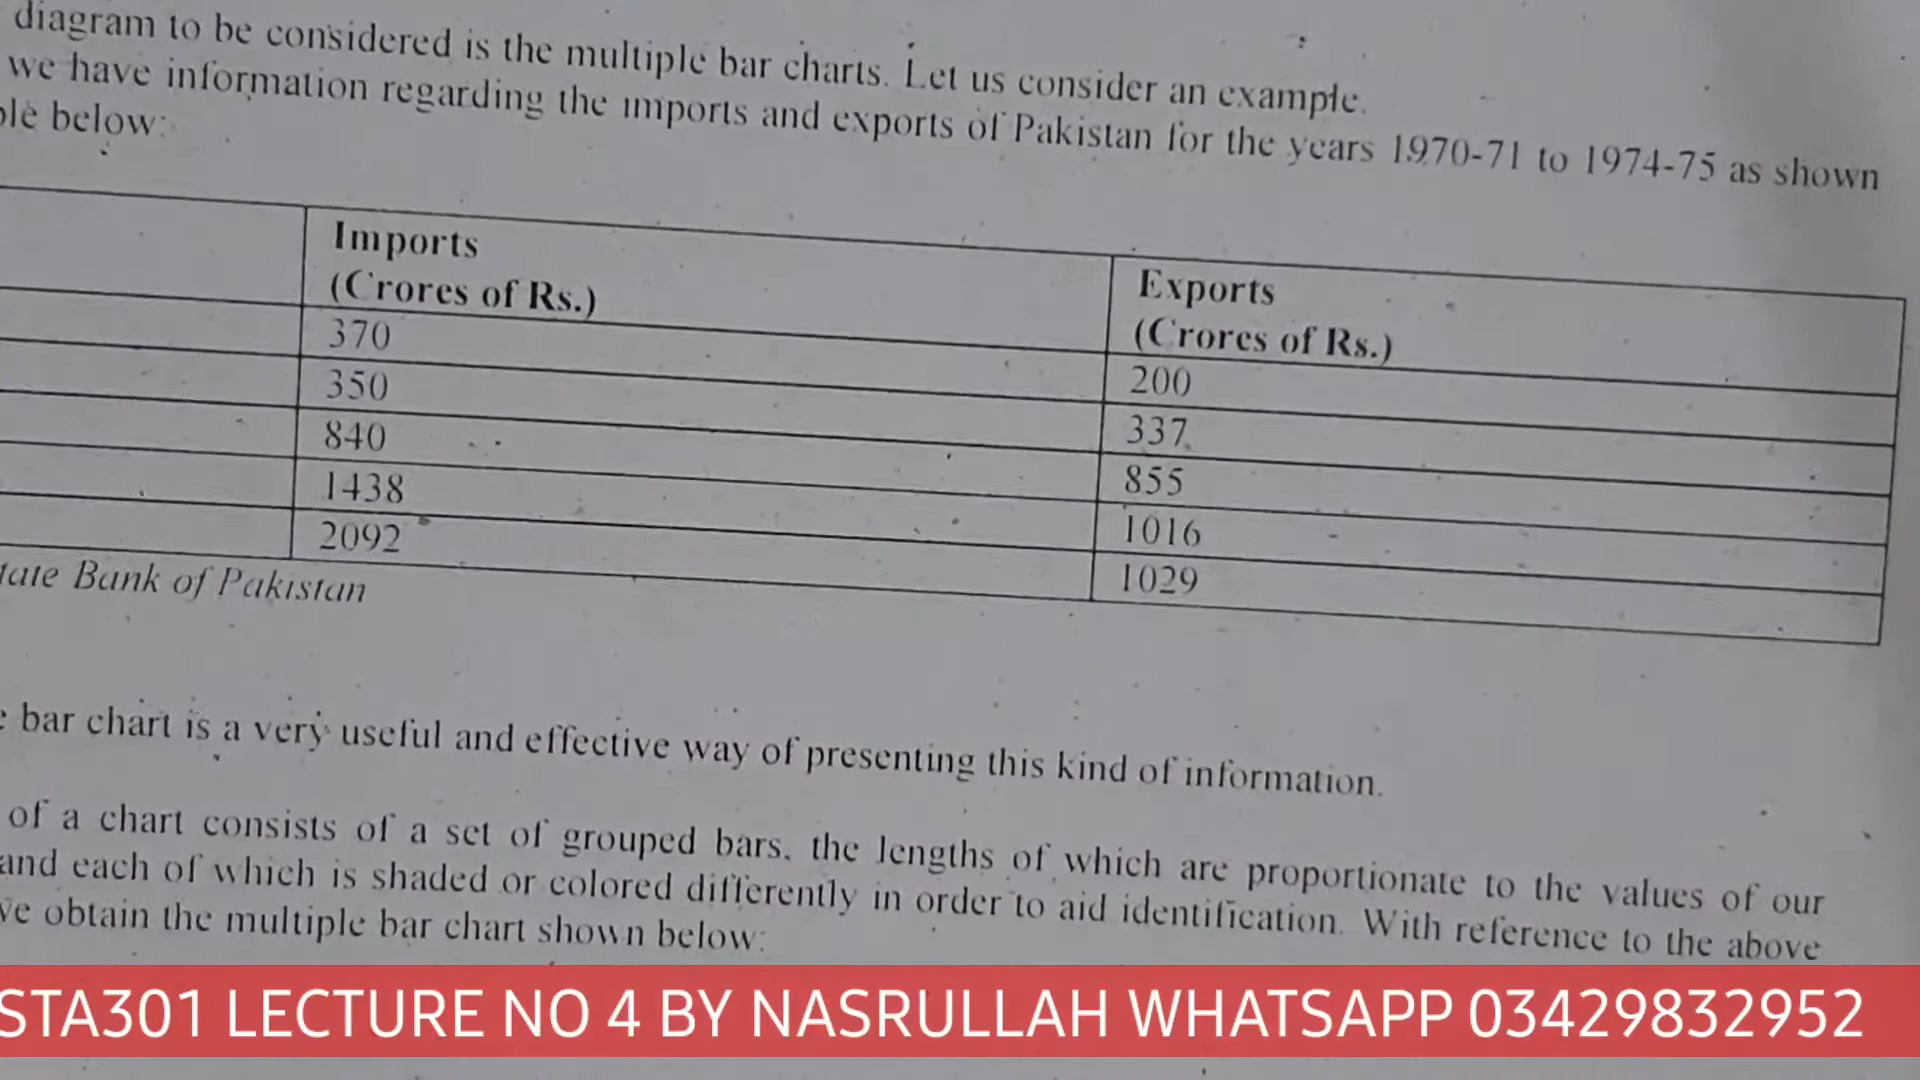 diagram to be considered is the multiple bar charts. Let us consider an example.
we have information regarding the imports and exports of Pakistan for the years 1970-71 to 1974-75 as shown
below:
Imports
(Crores of Rs.)
Exports
(Crores of Rs.)
370
200
350
337
840
855
1438
1016
2092
1029
Bank of Pakistan
bar chart is a very useful and effective way of presenting this kind of information.
of a chart consists of a set of grouped bars, the lengths of which are proportionate to the values of our
and each of which is shaded or colored differently in order to aid identification. With reference to the above
obtain the multiple bar chart shown below:
STA301 LECTURE NO 4 BY NASRULLAH WHATSAPP 03429832952